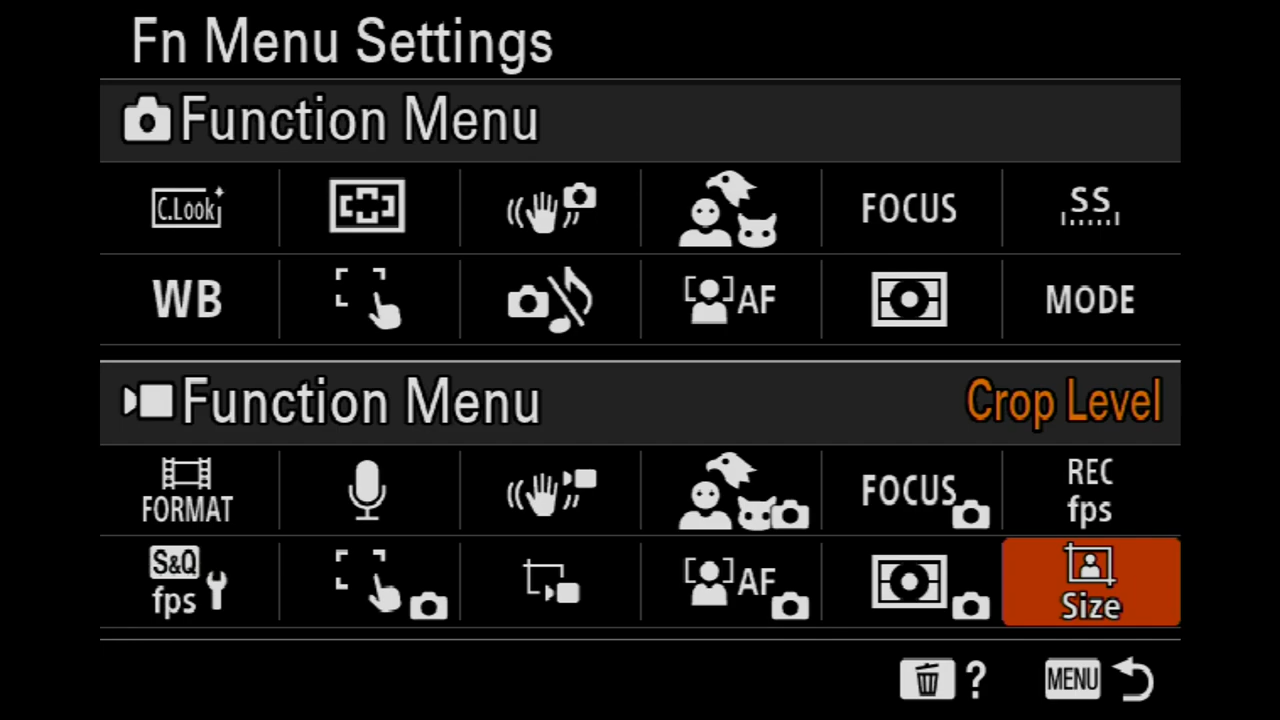 Fn Menu Settings
Function Menu
C.Look
FOCUS
SS
WB
AF
MODE
Function Menu
Crop Level
FORMAT
FOCUS
REC
fps
S&Q
fps
AF
Size
?
MENU